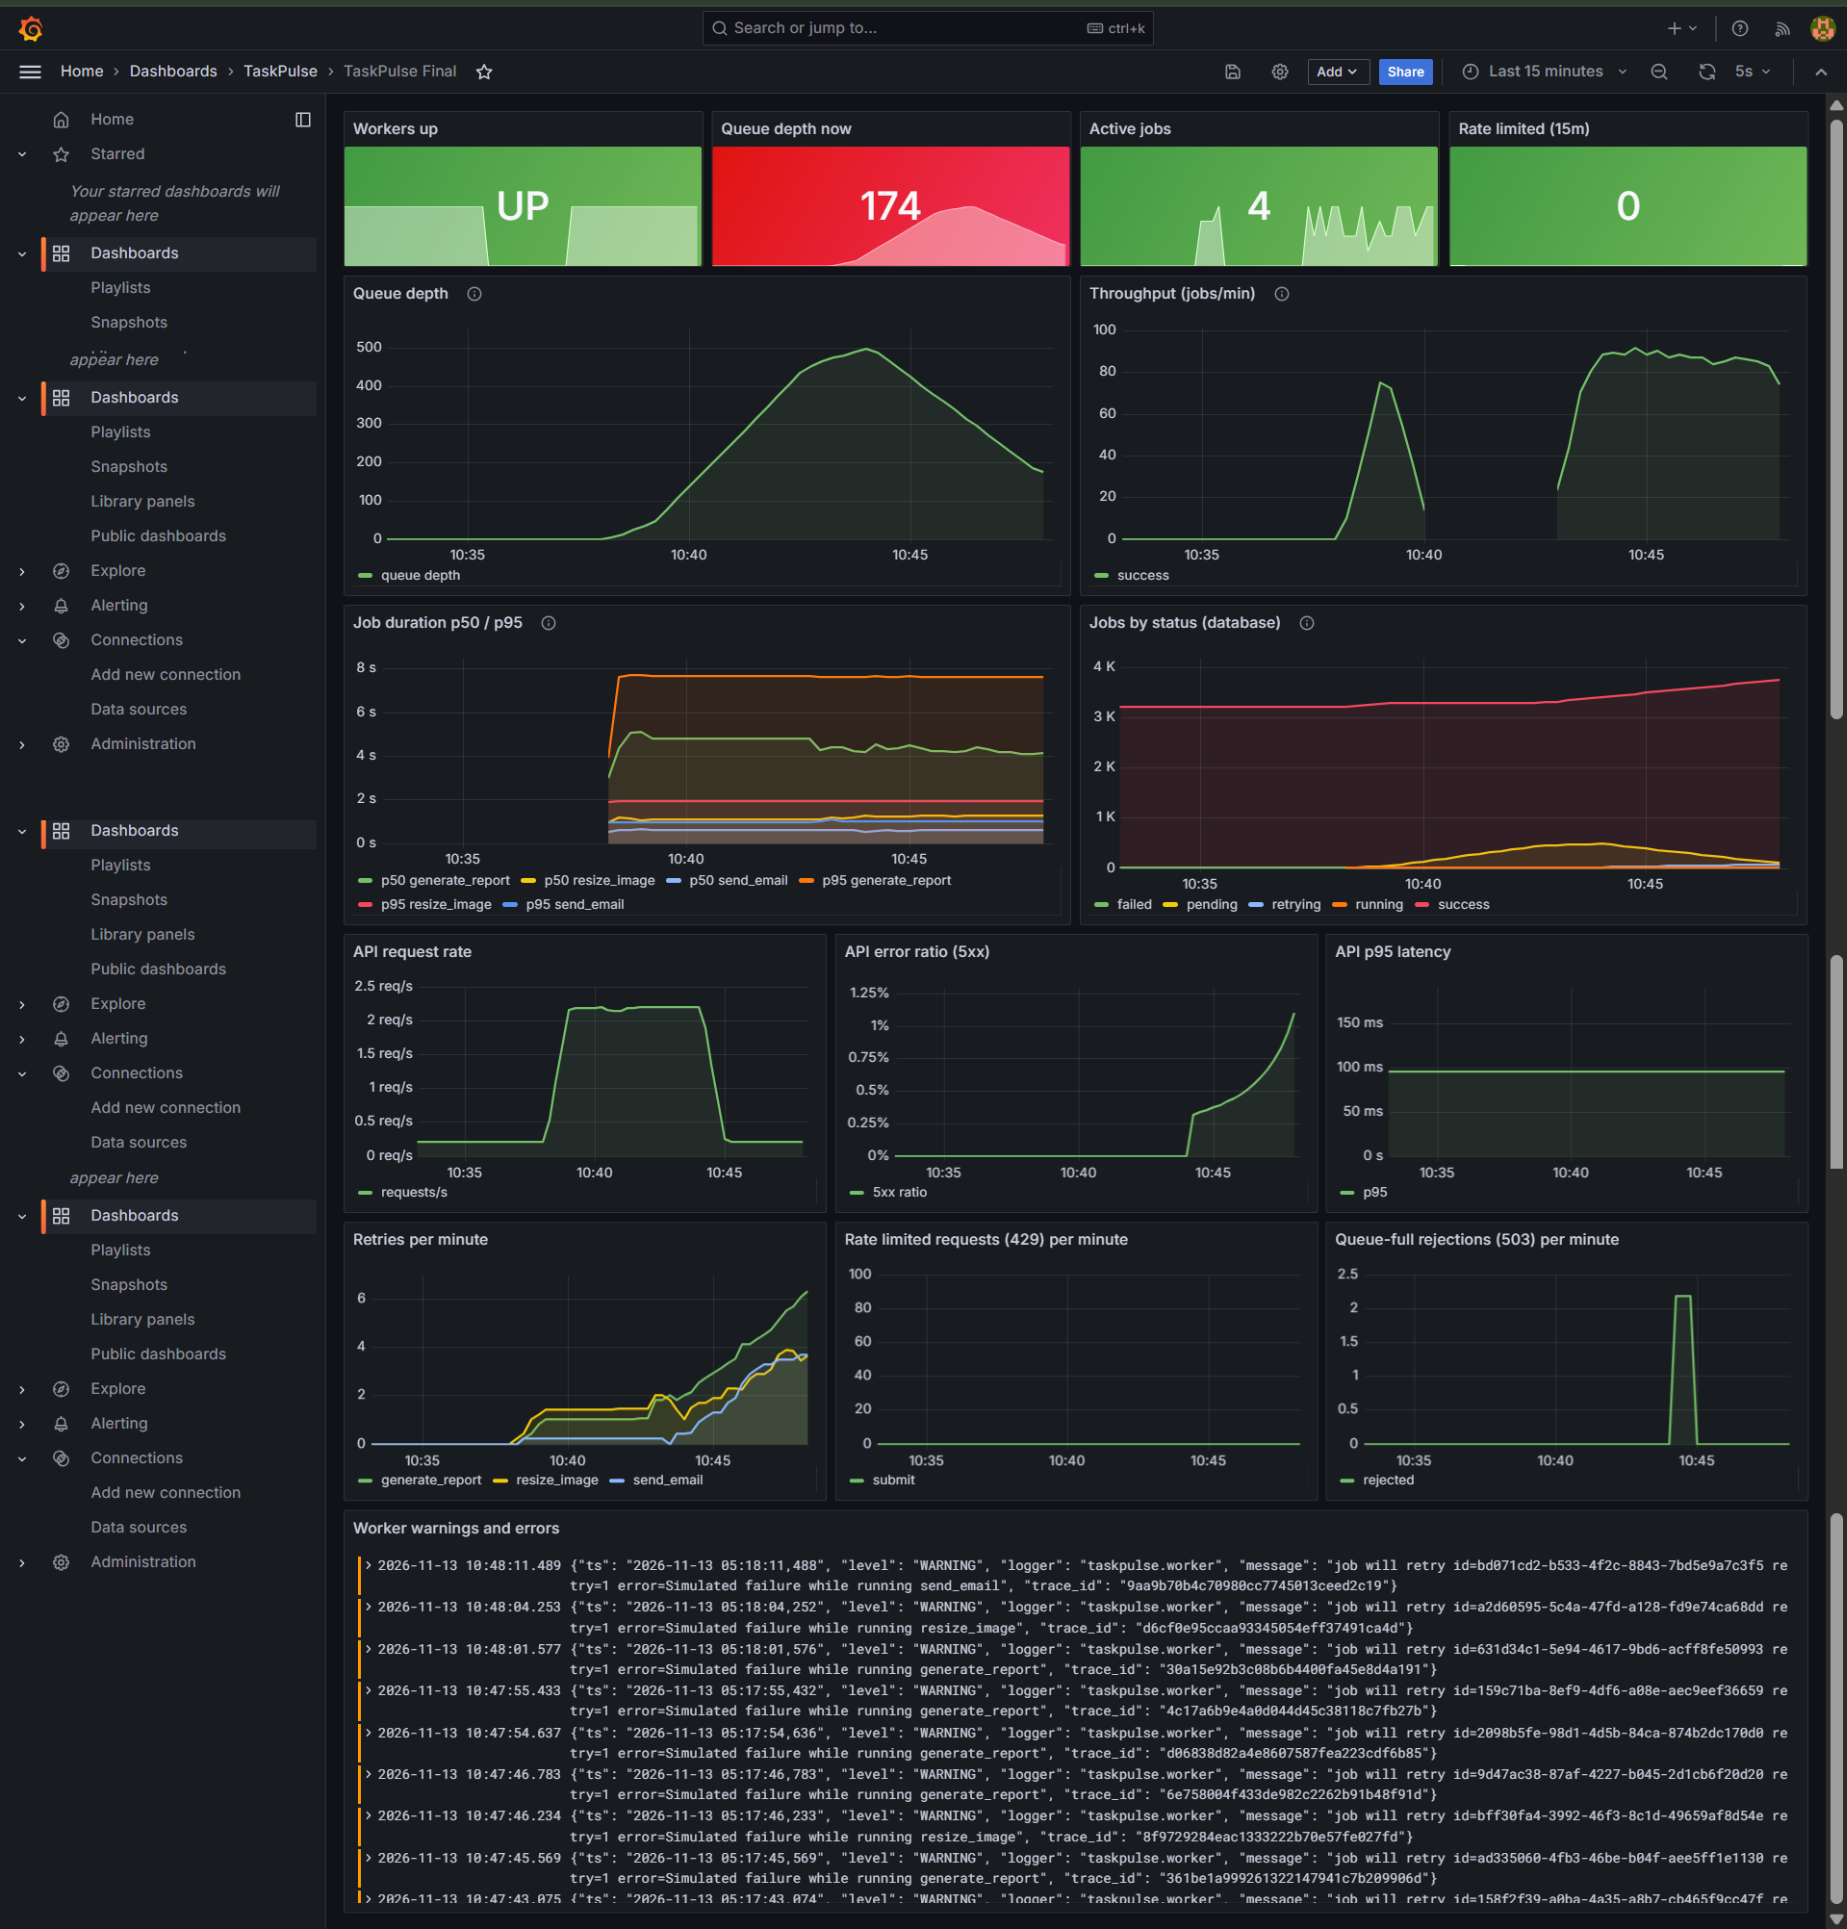 Search or jump to...
ctrl+k
Home › Dashboards › TaskPulse › TaskPulse Final
Add
Share
Last 15 minutes
5s
Home
Starred
Your starred dashboards will
appear here
Dashboards
Playlists
Snapshots
appear here
Dashboards
Playlists
Snapshots
Library panels
Public dashboards
Explore
Alerting
Connections
Add new connection
Data sources
Administration
Dashboards
Playlists
Snapshots
Library panels
Public dashboards
Explore
Alerting
Connections
Add new connection
Data sources
appear here
Dashboards
Playlists
Snapshots
Library panels
Public dashboards
Explore
Alerting
Connections
Add new connection
Data sources
Administration
Workers up
UP
Queue depth now
174
Active jobs
4
Rate limited (15m)
0
Queue depth
500
400
300
200
100
0
10:35 10:40 10:45
queue depth
Throughput (jobs/min)
100
80
60
40
20
0
10:35 10:40 10:45
success
Job duration p50 / p95
8 s
6 s
4 s
2 s
0 s
10:35 10:40 10:45
p50 generate_report p50 resize_image p50 send_email p95 generate_report
p95 resize_image p95 send_email
Jobs by status (database)
4 K
3 K
2 K
1 K
0
10:35 10:40 10:45
failed pending retrying running success
API request rate
2.5 req/s
2 req/s
1.5 req/s
1 req/s
0.5 req/s
0 req/s
10:35 10:40 10:45
requests/s
API error ratio (5xx)
1.25%
1%
0.75%
0.5%
0.25%
0%
10:35 10:40 10:45
5xx ratio
API p95 latency
150 ms
100 ms
50 ms
0 s
10:35 10:40 10:45
p95
Retries per minute
6
4
2
0
10:35 10:40 10:45
generate_report resize_image send_email
Rate limited requests (429) per minute
100
80
60
40
20
0
10:35 10:40 10:45
submit
Queue-full rejections (503) per minute
2.5
2
1.5
1
0.5
0
10:35 10:40 10:45
rejected
Worker warnings and errors
2026-11-13 10:48:11.489 {"ts": "2026-11-13 05:18:11,488", "level": "WARNING", "logger": "taskpulse.worker", "message": "job will retry id=bd071cd2-b533-4f2c-8843-7bd5e9a7c3f5 re
try=1 error=Simulated failure while running send_email", "trace_id": "9aa9b70b4c70980cc7745013ceed2c19"}
2026-11-13 10:48:04.253 {"ts": "2026-11-13 05:18:04,252", "level": "WARNING", "logger": "taskpulse.worker", "message": "job will retry id=a2d60595-5c4a-47fd-a128-fd9e74ca68dd re
try=1 error=Simulated failure while running resize_image", "trace_id": "d6cf0e95ccaa93345054eff37491ca4d"}
2026-11-13 10:48:01.577 {"ts": "2026-11-13 05:18:01,576", "level": "WARNING", "logger": "taskpulse.worker", "message": "job will retry id=631d34c1-5e94-4617-9bd6-acff8fe50993 re
try=1 error=Simulated failure while running generate_report", "trace_id": "30a15e92b3c08b6b4400fa45e8d4a191"}
2026-11-13 10:47:55.433 {"ts": "2026-11-13 05:17:55,432", "level": "WARNING", "logger": "taskpulse.worker", "message": "job will retry id=159c71ba-8ef9-4df6-a08e-aec9eef36659 re
try=1 error=Simulated failure while running generate_report", "trace_id": "4c17a6b9e4a0d044d45c38118c7fb27b"}
2026-11-13 10:47:54.637 {"ts": "2026-11-13 05:17:54,636", "level": "WARNING", "logger": "taskpulse.worker", "message": "job will retry id=2098b5fe-98d1-4d5b-84ca-874b2dc170d0 re
try=1 error=Simulated failure while running generate_report", "trace_id": "d06838d82a4e8607587fea223cdf6b85"}
2026-11-13 10:47:46.783 {"ts": "2026-11-13 05:17:46,783", "level": "WARNING", "logger": "taskpulse.worker", "message": "job will retry id=9d47ac38-87af-4227-b045-2d1cb6f20d20 re
try=1 error=Simulated failure while running generate_report", "trace_id": "6e758004f433de982c2262b91b48f91d"}
2026-11-13 10:47:46.234 {"ts": "2026-11-13 05:17:46,233", "level": "WARNING", "logger": "taskpulse.worker", "message": "job will retry id=bff30fa4-3992-46f3-8c1d-49659af8d54e re
try=1 error=Simulated failure while running resize_image", "trace_id": "8f9729284eac1333222b70e57fe027fd"}
2026-11-13 10:47:45.569 {"ts": "2026-11-13 05:17:45,569", "level": "WARNING", "logger": "taskpulse.worker", "message": "job will retry id=ad335060-4fb3-46be-b04f-aee5ff1e1130 re
try=1 error=Simulated failure while running generate_report", "trace_id": "361be1a999261322147941c7b209906d"}
2026-11-13 10:47:43.075 {"ts": "2026-11-13 05:17:43,074", "level": "WARNING", "logger": "taskpulse.worker", "message": "job will retry id=158f2f39-a0ba-4a35-a8b7-cb465f9cc47f re